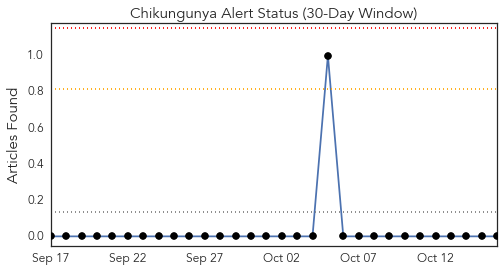 Chikungunya Alert Status (30-Day Window)
Articles Found
1.0
0.8
0.6
0.4
0.2
0.0
Sep 17 Sep 22 Sep 27 Oct 02 Oct 07 Oct 12